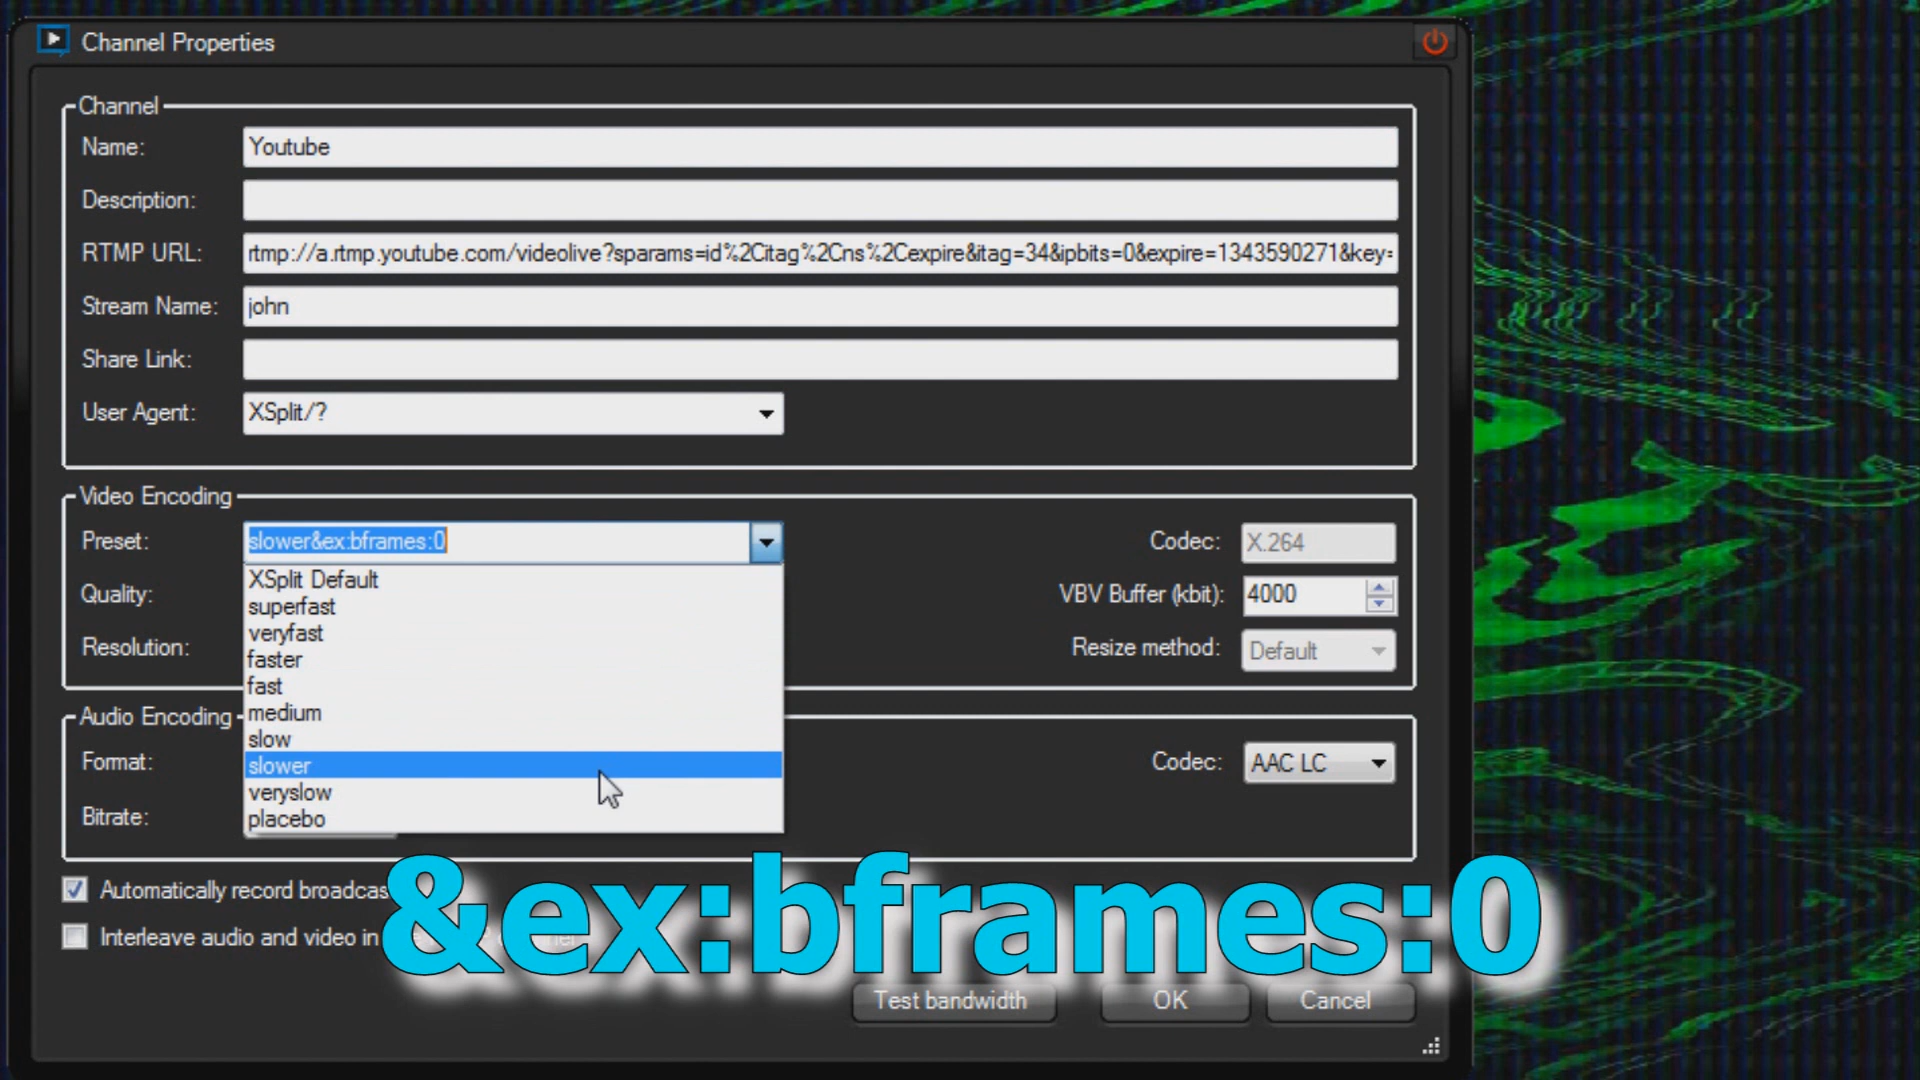 Channel Properties
Channel
Name: Youtube
Description:
RTMP URL: rtmp://a.rtmp.youtube.com/videolive?sparams=id%2Citag%2Cns%2Cexpire&itag=34&ipbits=0&expire=1343590271&key=
Stream Name: john
Share Link:
User Agent: XSplit/?
Video Encoding
Preset: slower&ex:bframes:0 Codec: X.264
XSplit Default
superfast
Quality: VBV Buffer (kbit): 4000
veryfast
Resolution: Resize method: Default
faster
fast
medium
Audio Encoding
slow
Format: slower Codec: AAC LC
veryslow
Bitrate: placebo
Automatically record broadcas
Interleave audio and video in
&ex:bframes:0
Test bandwidth OK Cancel